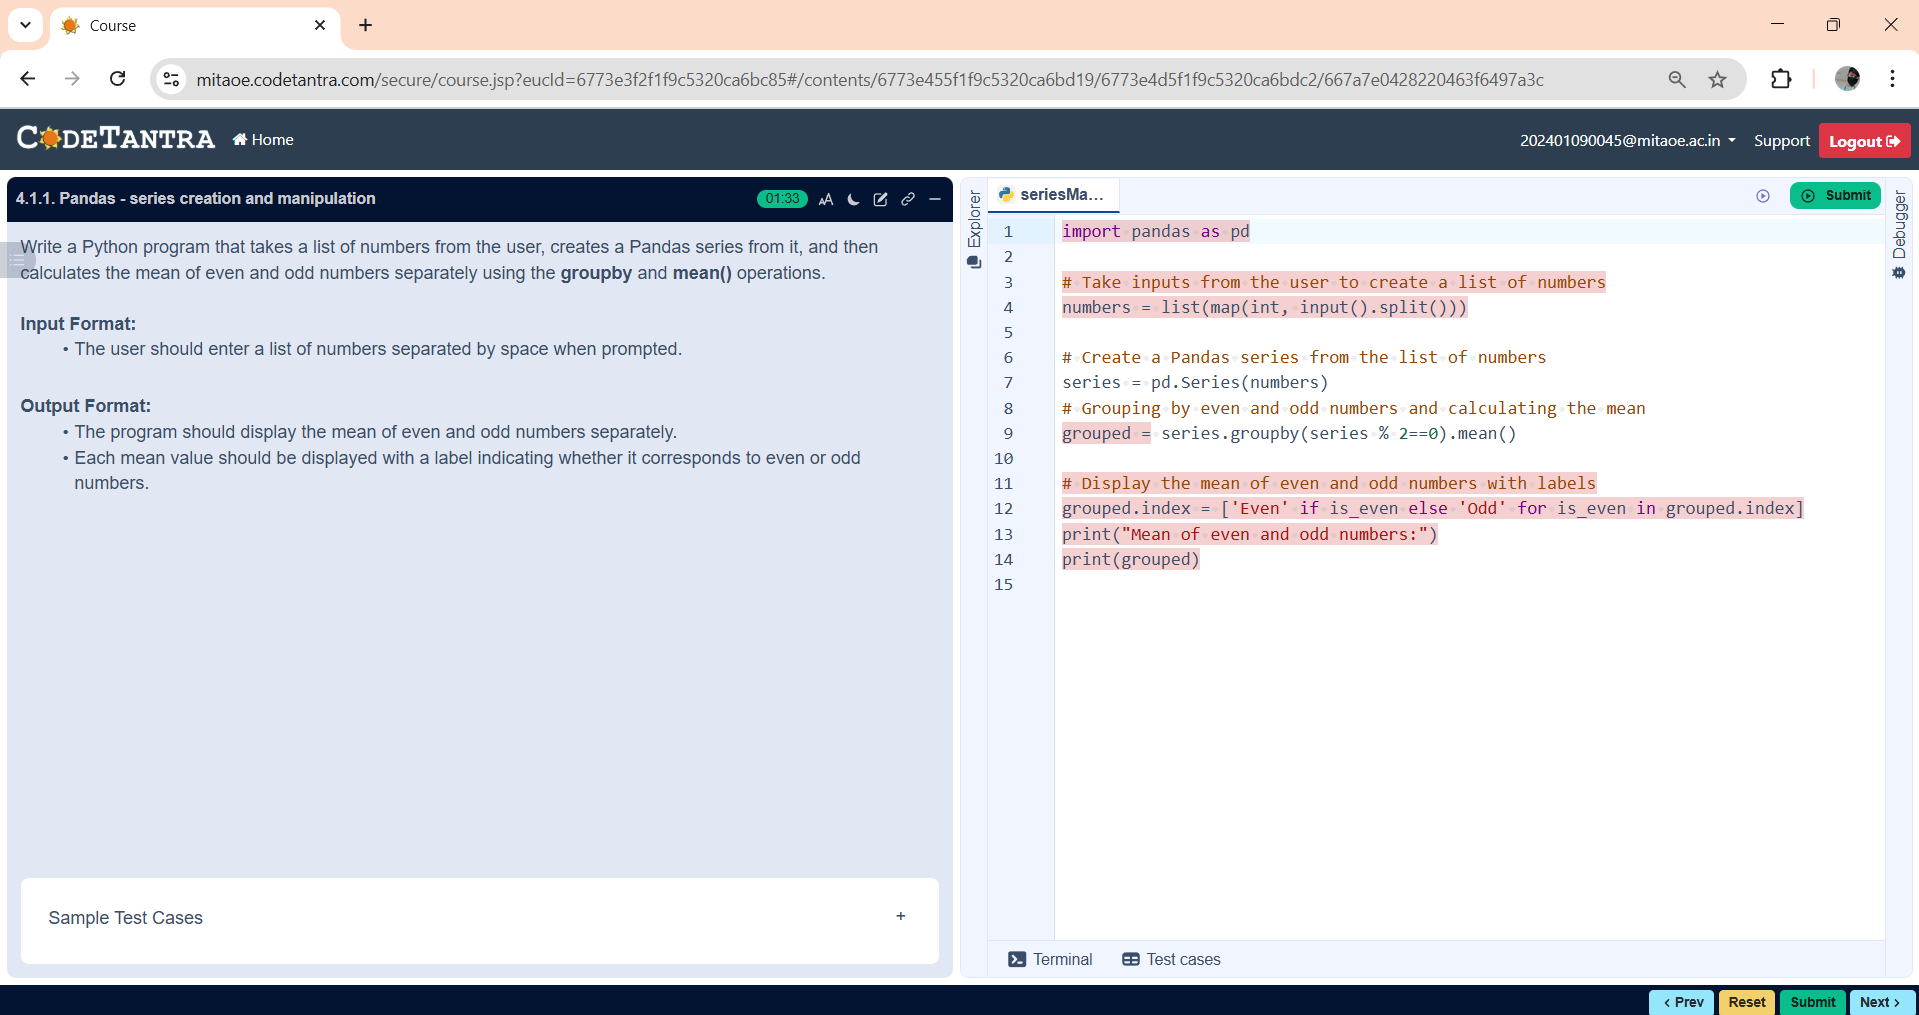 Course
mitaoe.codetantra.com/secure/course.jsp?eucId=6773e3f2f1f9c5320ca6bc85#/contents/6773e455f1f9c5320ca6bd19/6773e4d5f1f9c5320ca6bdc2/667a7e0428220463f6497a3c
CODETANTRA
Home
202401090045@mitaoe.ac.in
Support
Logout
4.1.1. Pandas - series creation and manipulation
01:33
AA
Write a Python program that takes a list of numbers from the user, creates a Pandas series from it, and then
calculates the mean of even and odd numbers separately using the groupby and mean() operations.
Input Format:
• The user should enter a list of numbers separated by space when prompted.
Output Format:
• The program should display the mean of even and odd numbers separately.
• Each mean value should be displayed with a label indicating whether it corresponds to even or odd
numbers.
Sample Test Cases
+
Explorer
seriesMa...
Submit
Debugger
1 import pandas as pd
2
3 # Take inputs from the user to create a list of numbers
4 numbers = list(map(int, input().split()))
5
6 # Create a Pandas series from the list of numbers
7 series = pd.Series(numbers)
8 # Grouping by even and odd numbers and calculating the mean
9 grouped = series.groupby(series % 2==0).mean()
10
11 # Display the mean of even and odd numbers with labels
12 grouped.index = ['Even' if is_even else 'Odd' for is_even in grouped.index]
13 print("Mean of even and odd numbers:")
14 print(grouped)
15
Terminal
Test cases
< Prev
Reset
Submit
Next >